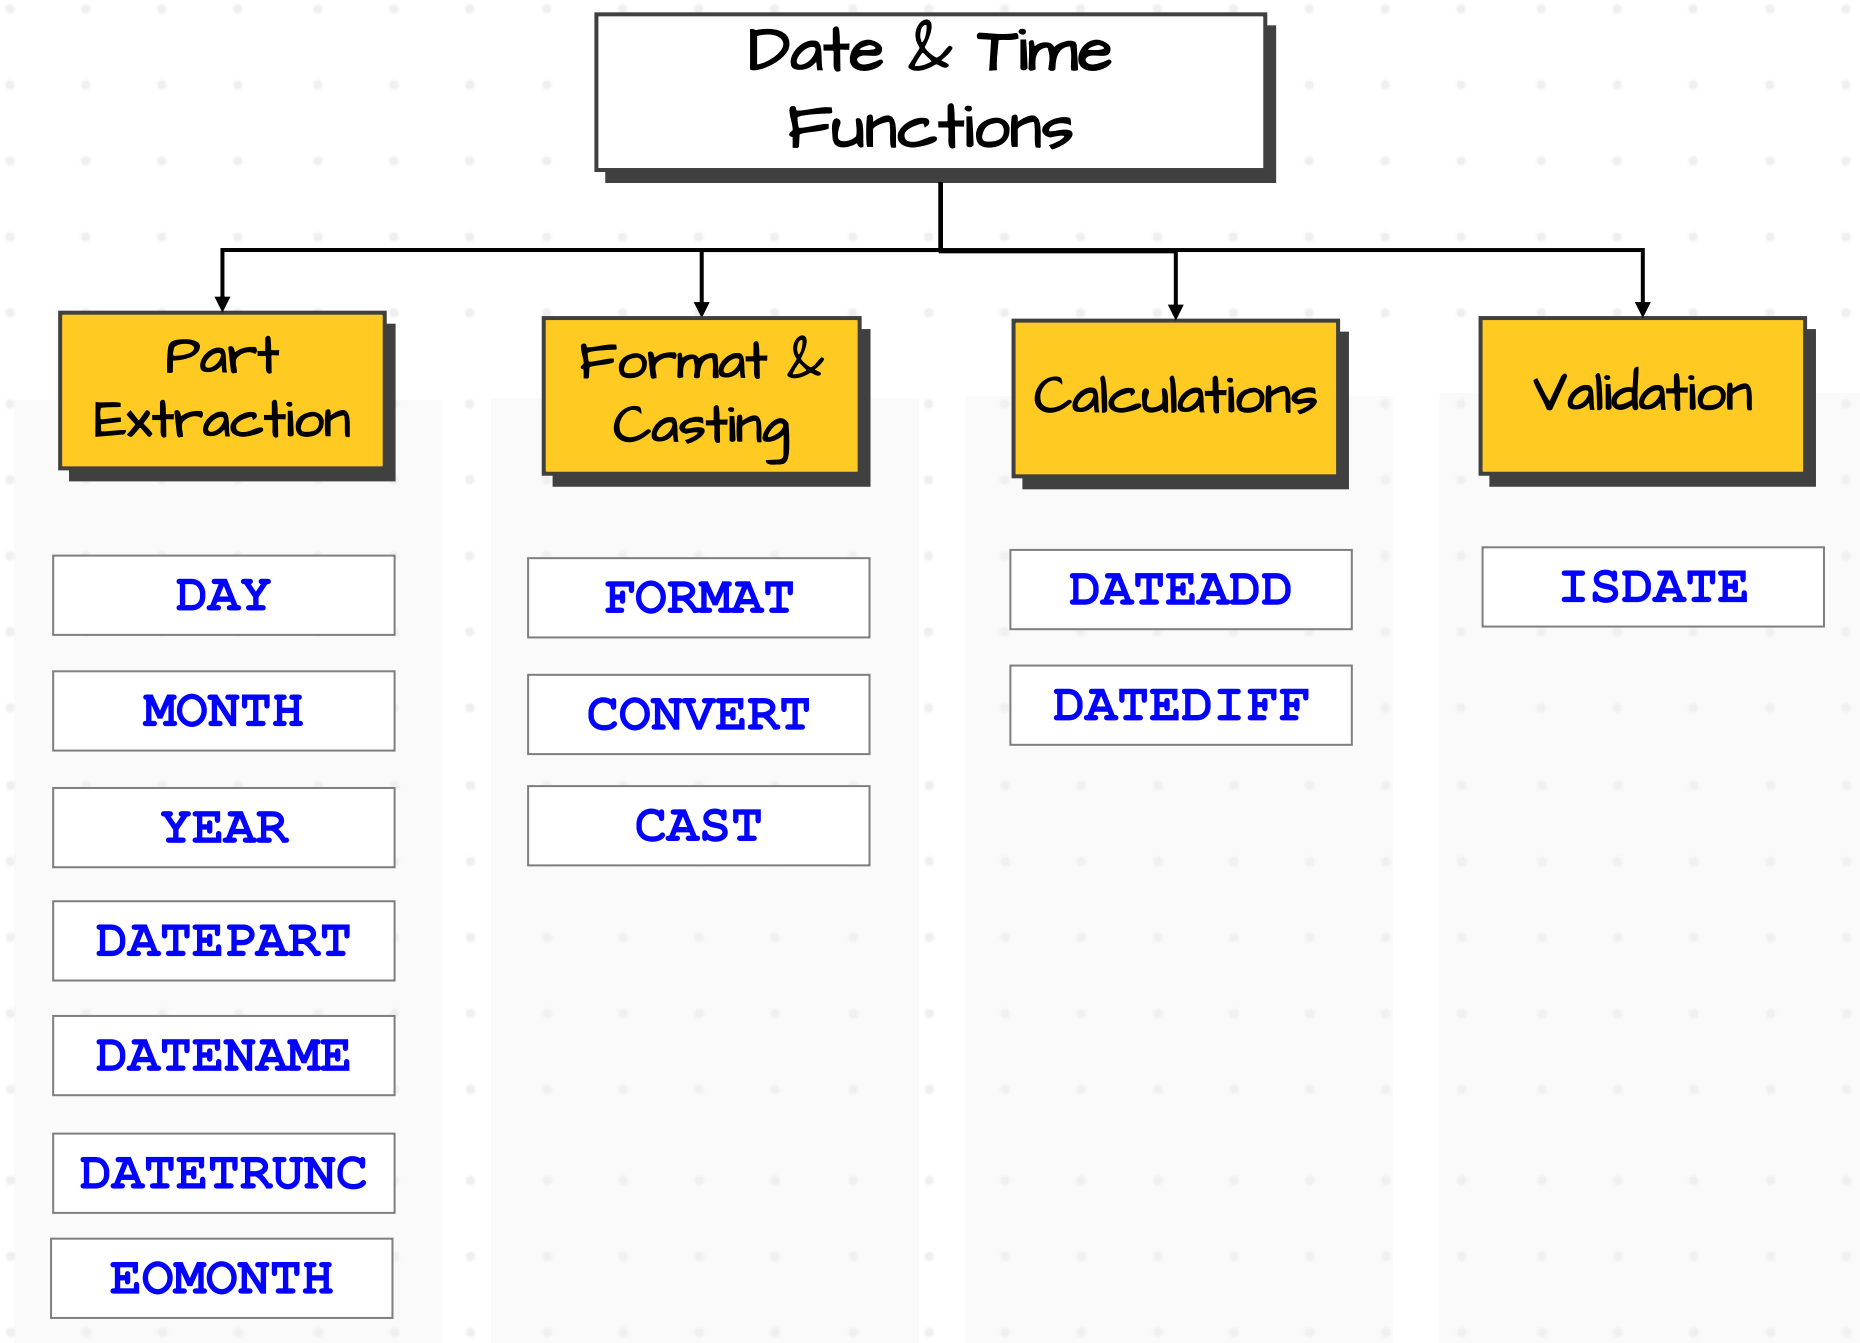 Date & Time
Functions
Part
Extraction
DAY
MONTH
YEAR
DATEPART
DATENAME
DATETRUNC
EOMONTH
Format &
Casting
FORMAT
CONVERT
CAST
Calculations
DATEADD
DATEDIFF
Validation
ISDATE